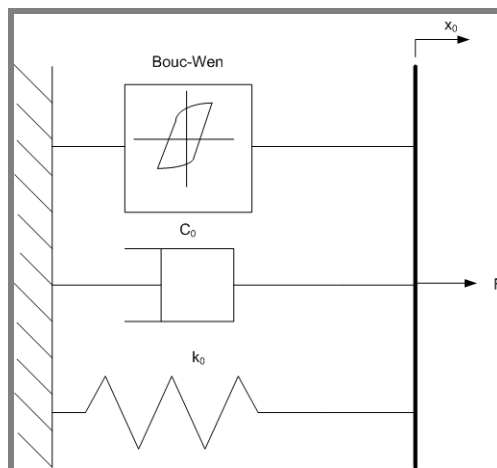 x₀
Bouc-Wen
C₀
F
k₀